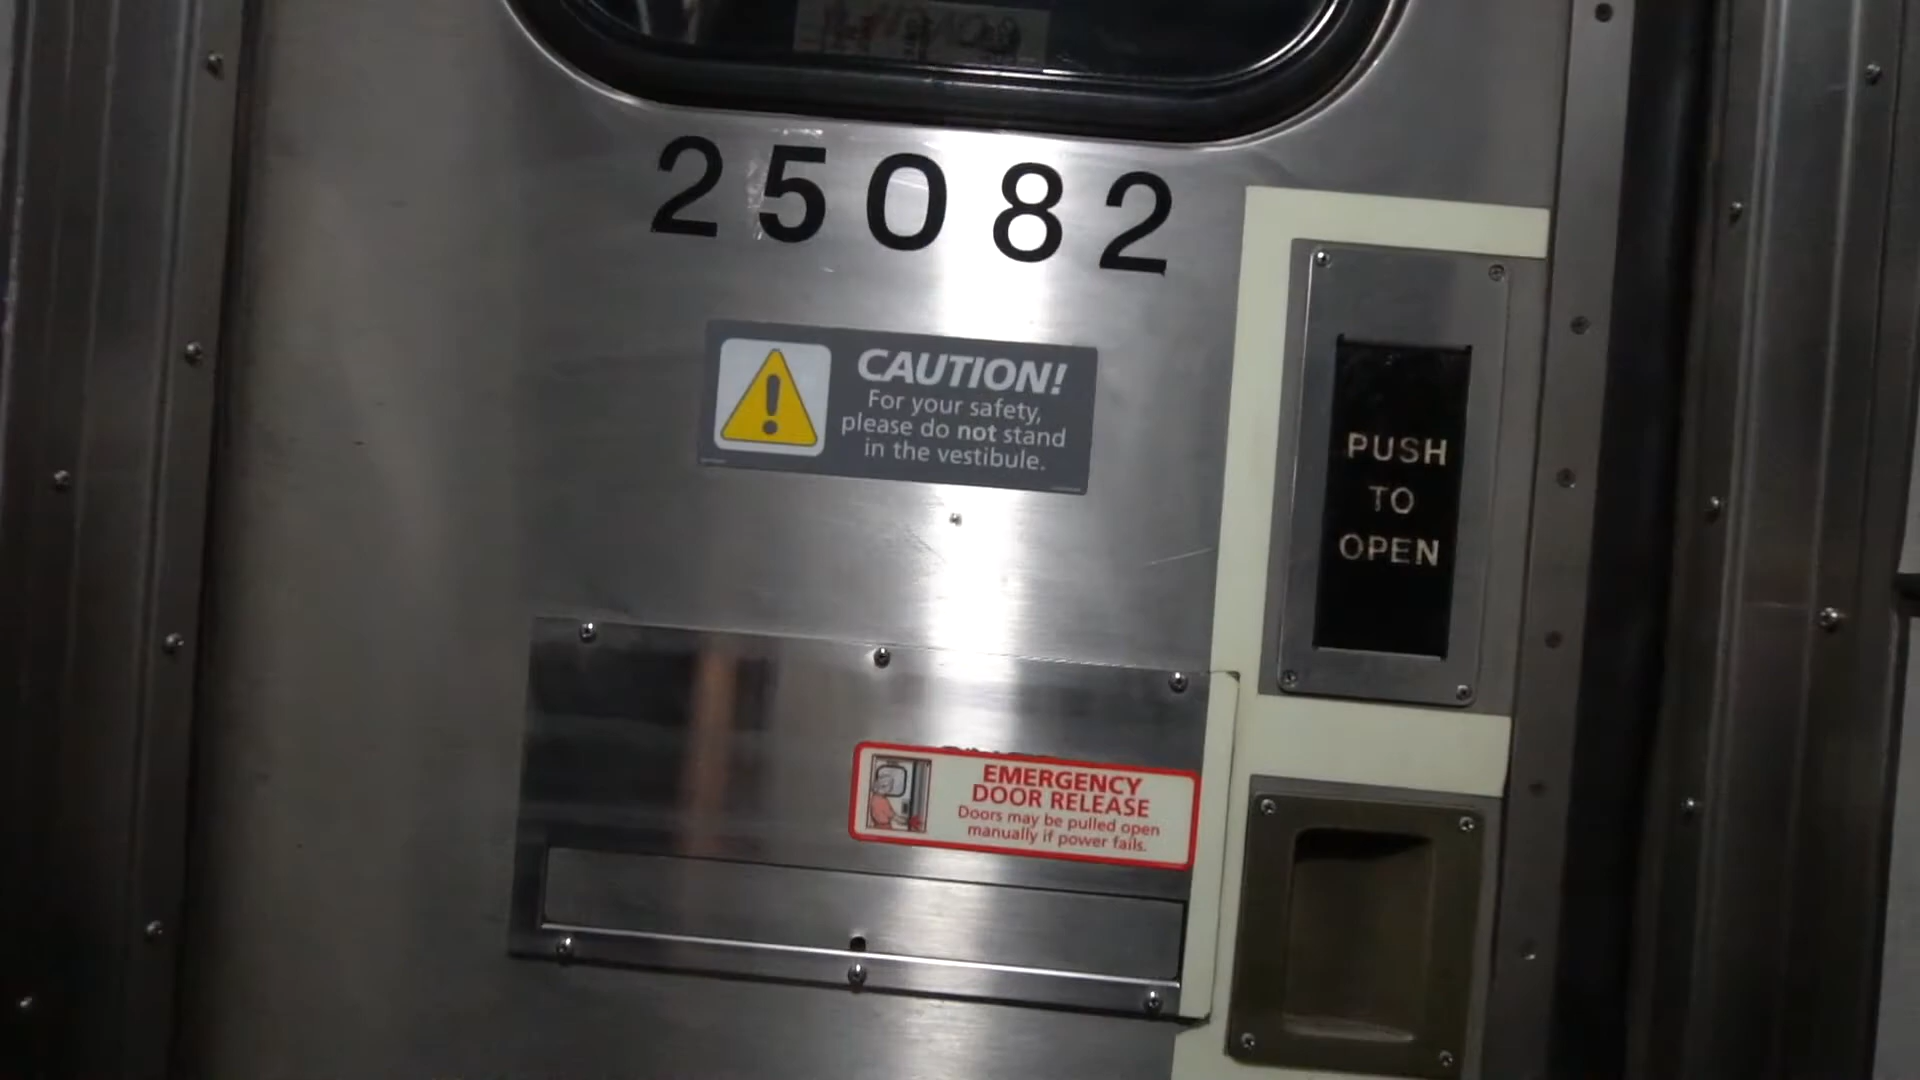 25082
CAUTION!
For your safety,
please do not stand
in the vestibule.
PUSH
TO
OPEN
EMERGENCY
DOOR RELEASE
Doors may be pulled open
manually if power fails.